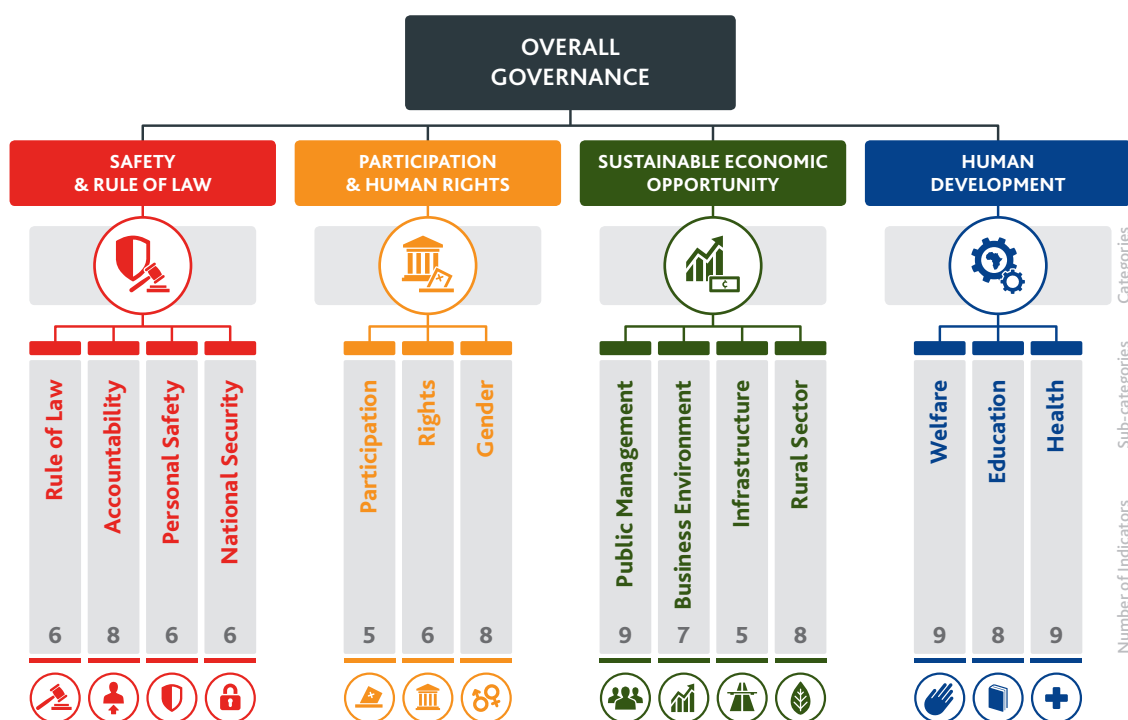 OVERALL
GOVERNANCE
SAFETY
& RULE OF LAW
PARTICIPATION
& HUMAN RIGHTS
SUSTAINABLE ECONOMIC
OPPORTUNITY
HUMAN
DEVELOPMENT
¢
Categories
Rule of Law
Accountability
Personal Safety
National Security
Participation
Rights
Gender
Public Management
Business Environment
Infrastructure
Rural Sector
Welfare
Education
Health
Sub-categories
6 8 6 6 5 6 8 9 7 5 8 9 8 9
Number of Indicators